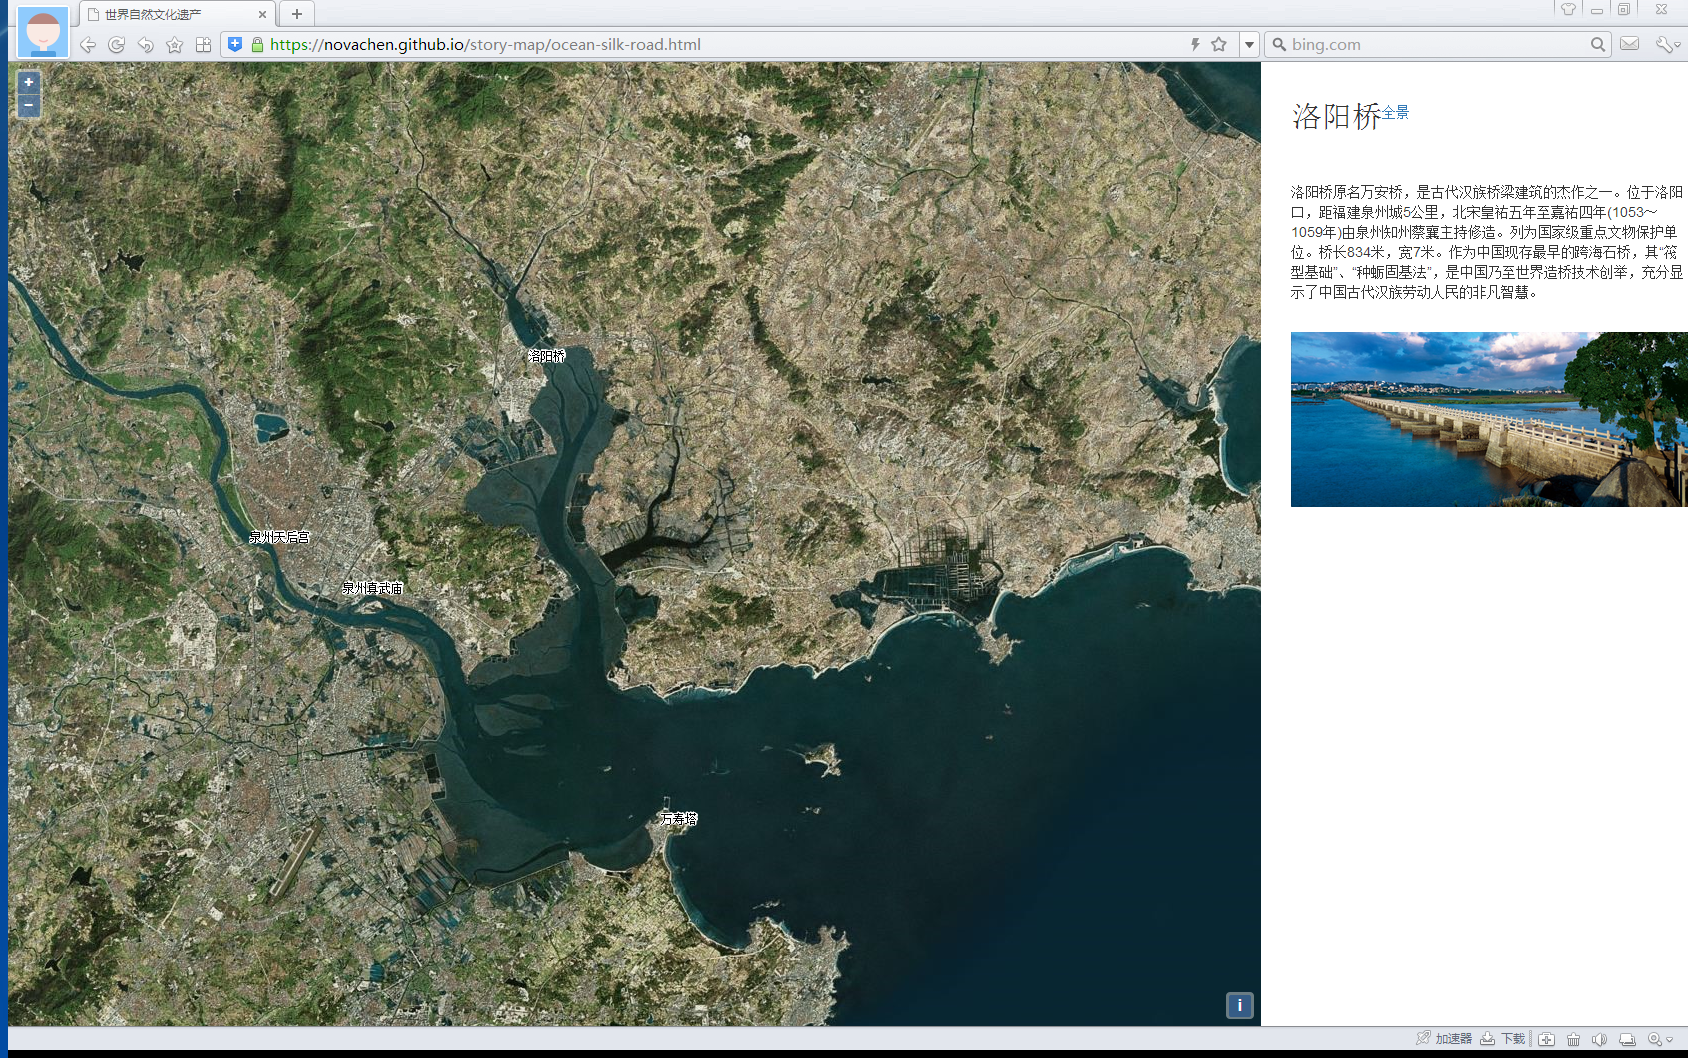 世界自然文化遗产
https://novachen.github.io/story-map/ocean-silk-road.html
bing.com
+
−
洛阳桥
泉州天后宫
泉州真武庙
万寿塔
i
洛阳桥全景
洛阳桥原名万安桥，是古代汉族桥梁建筑的杰作之一。位于洛阳
口，距福建泉州城5公里，北宋皇祐五年至嘉祐四年(1053～
1059年)由泉州知州蔡襄主持修造。列为国家级重点文物保护单
位。桥长834米，宽7米。作为中国现存最早的跨海石桥，其“筏
型基础”、“种蛎固基法”，是中国乃至世界造桥技术创举，充分显
示了中国古代汉族劳动人民的非凡智慧。
加速器
下载